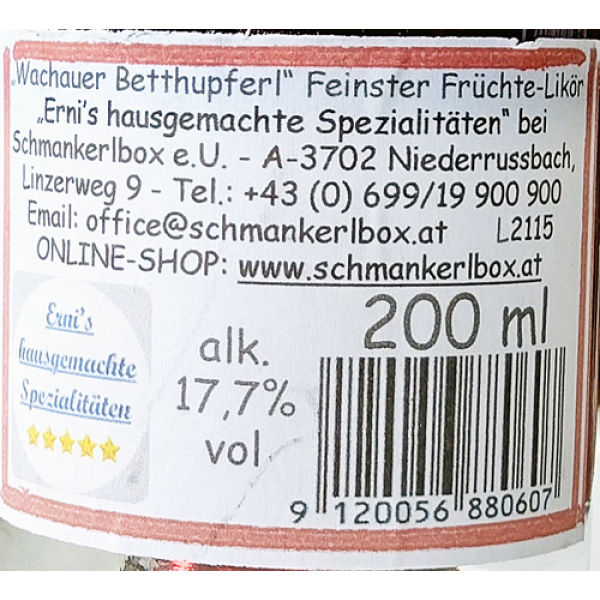 „Wachauer Betthupferl" Feinster Früchte-Likör
„Erni's hausgemachte Spezialitäten" bei
Schmankerlbox e.U. - A-3702 Niederrussbach,
Linzerweg 9 - Tel.: +43 (0) 699/19 900 900
Email: office@schmankerlbox.at L2115
ONLINE-SHOP: www.schmankerlbox.at
Erni's
hausgemachte
Spezialitäten
alk.
17,7%
vol
200 ml
9 120056 880607